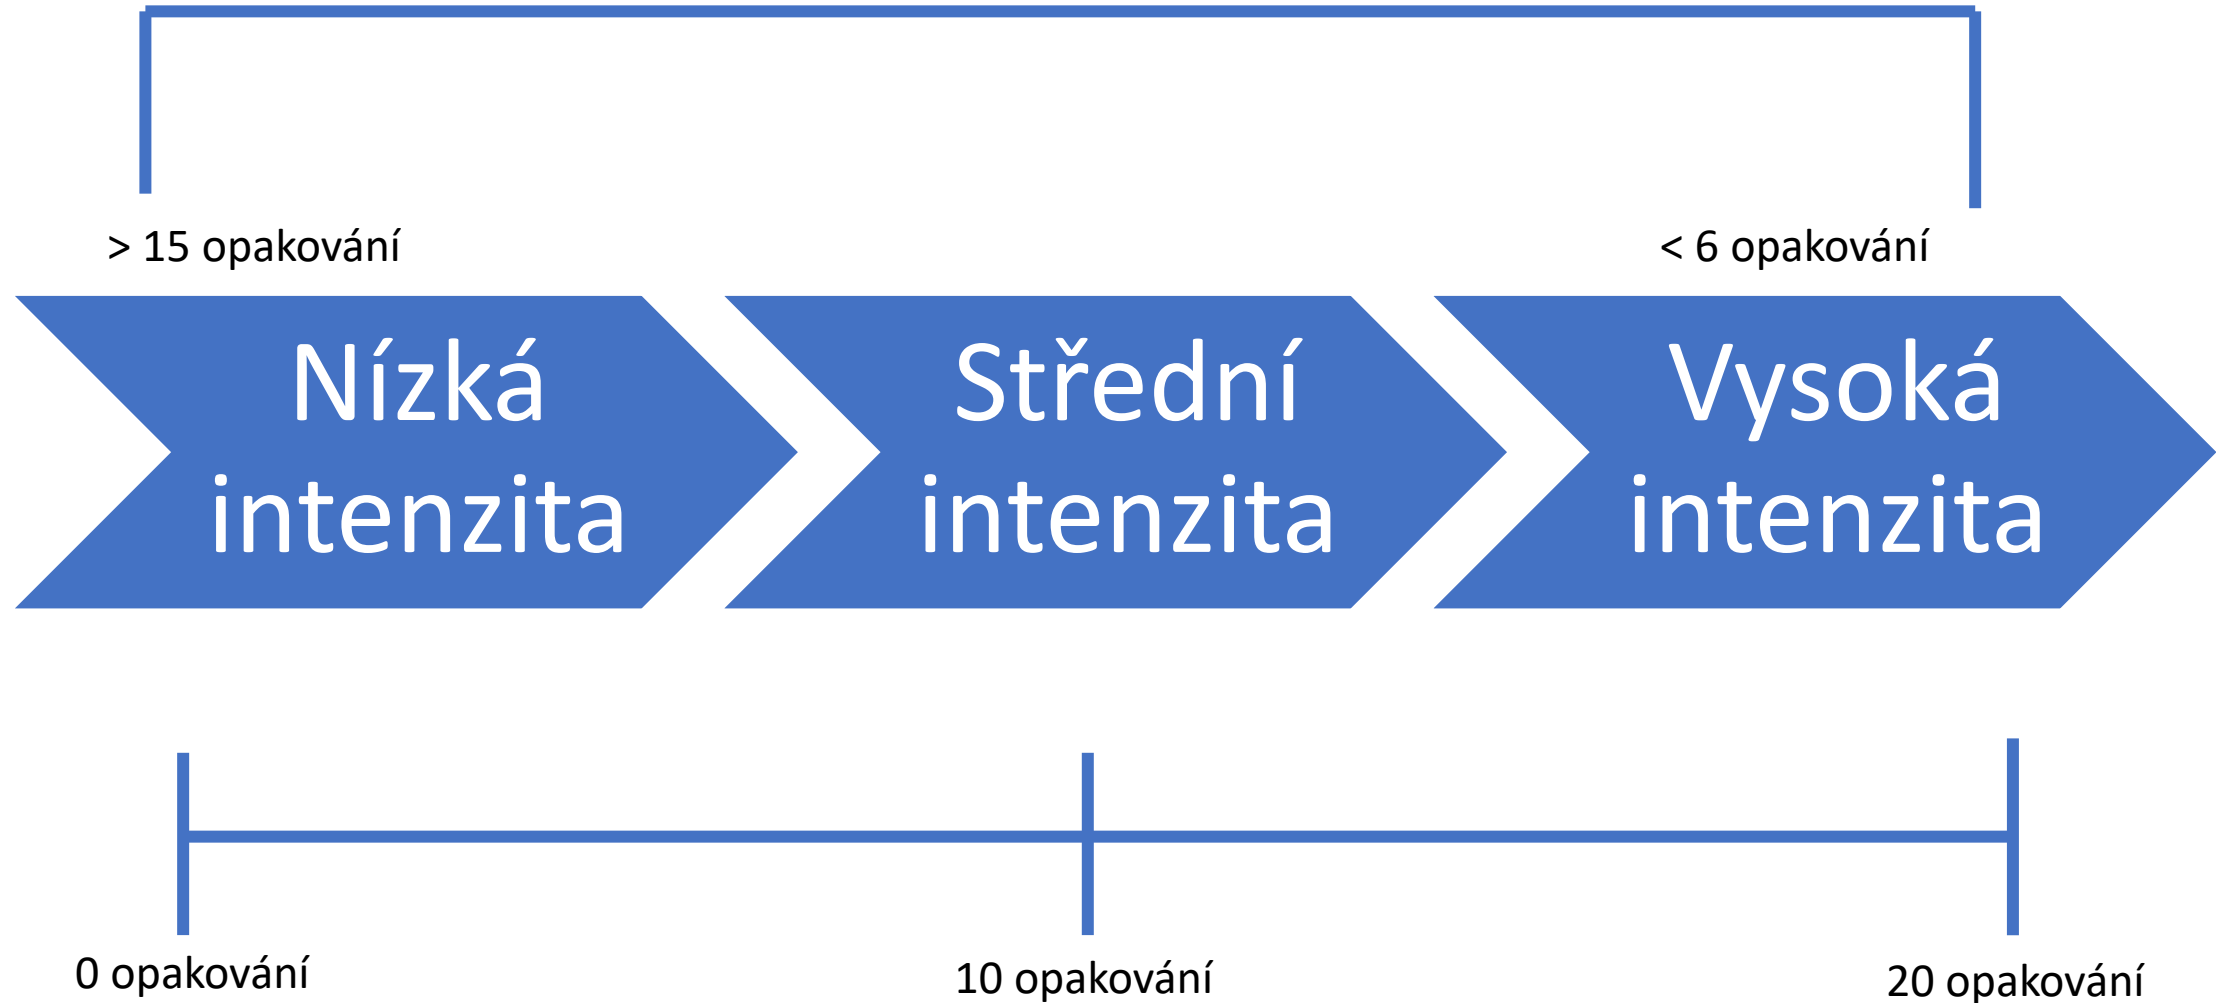 > 15 opakování
< 6 opakování
Nízká
intenzita
Střední
intenzita
Vysoká
intenzita
0 opakování
10 opakování
20 opakování